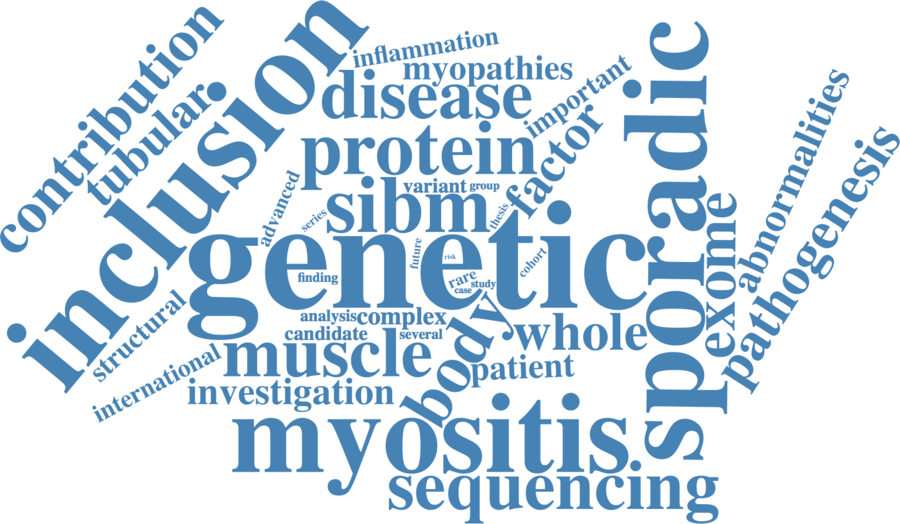 contribution
tubular
inclusion
inflammation
myopathies
disease
important
sporadic
protein
factor
abnormalities
pathogenesis
advanced
variant
group
sibm
series
thesis
genetic
exome
future
risk
cohort
finding
rare
case
study
structural
analysis
complex
candidate
several
body
whole
muscle
international
patient
investigation
myositis
sequencing